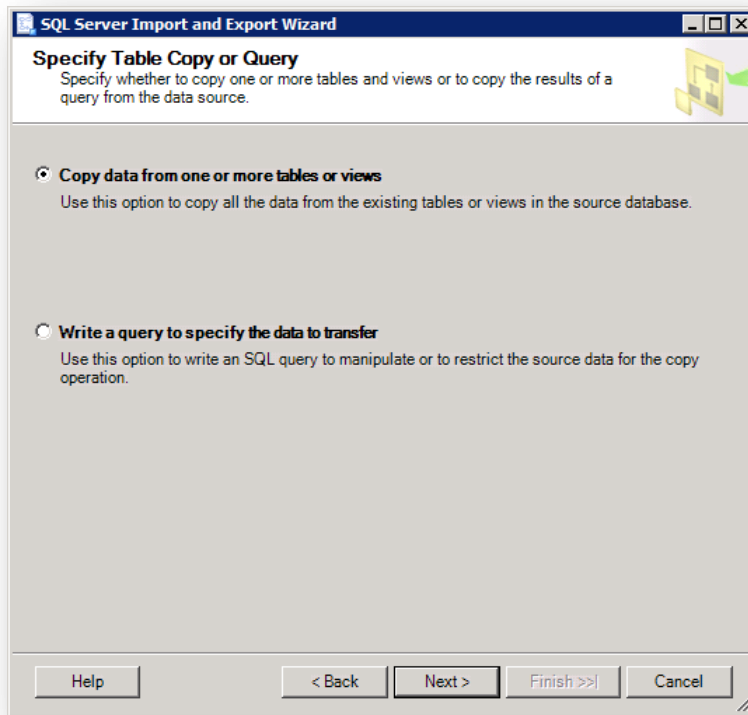 SQL Server Import and Export Wizard
Specify Table Copy or Query
Specify whether to copy one or more tables and views or to copy the results of a
query from the data source.
Copy data from one or more tables or views
Use this option to copy all the data from the existing tables or views in the source database.
Write a query to specify the data to transfer
Use this option to write an SQL query to manipulate or to restrict the source data for the copy
operation.
Help
< Back
Next >
Finish >>|
Cancel